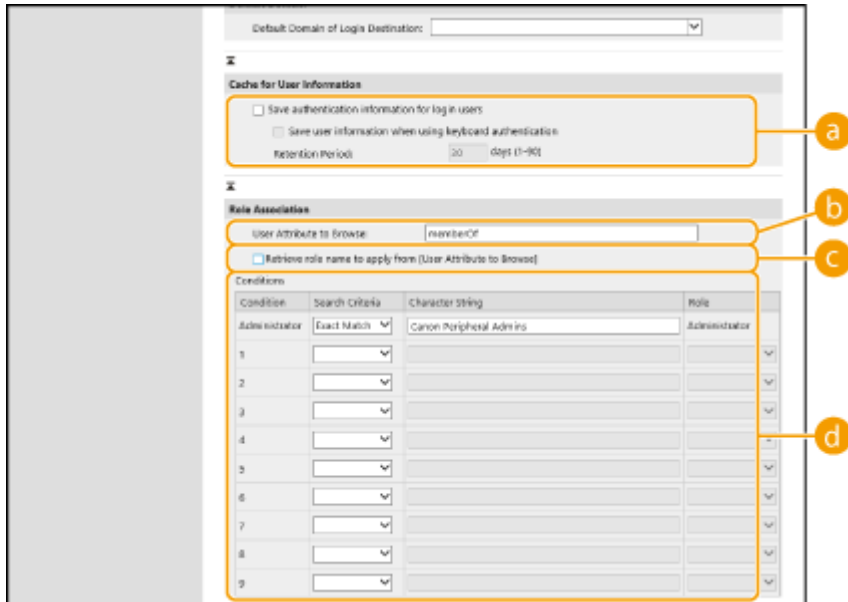 Default Domain of Login Destination:
Cache for User Information
Save authentication information for login users
a
Save user information when using keyboard authentication
Retention Period: days (1-90)
b
Role Association
User Attribute to Browse: memberOf
Retrieve role name to apply from [User Attribute to Browse]
c
Conditions
Condition Search Criteria Character String Role
Administrator Exact Match Canon Peripheral Admins Administrator
1
2
3
4
d
5
6
7
8
9